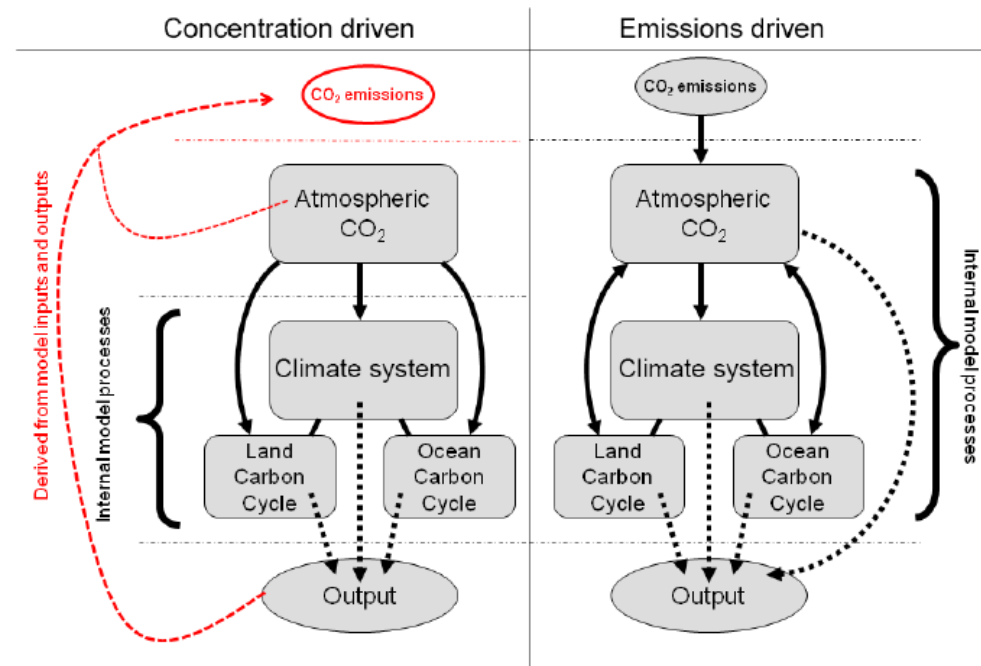 Concentration driven
CO₂ emissions
Atmospheric
CO₂
Climate system
Land
Carbon
Cycle
Ocean
Carbon
Cycle
Output
Derived from model inputs and outputs
Internal model processes
Emissions driven
CO₂ emissions
Atmospheric
CO₂
Climate system
Land
Carbon
Cycle
Ocean
Carbon
Cycle
Output
Internal model processes